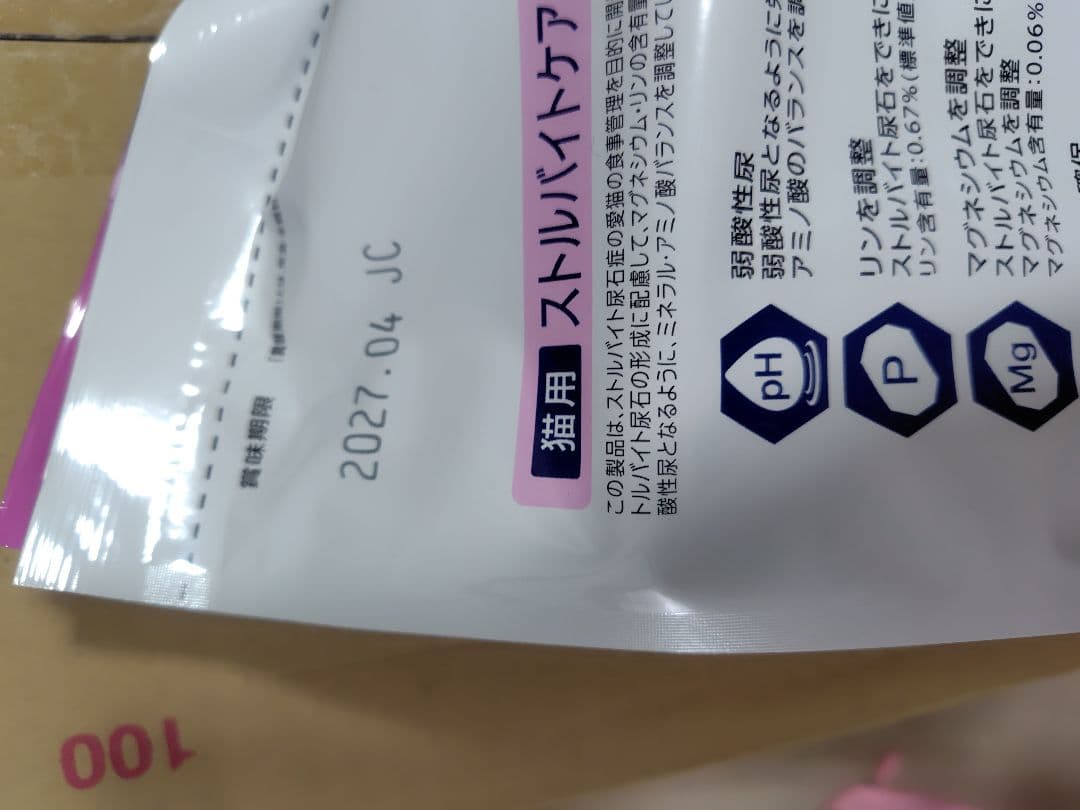 賞味期限
2027.04 JC
猫用 ストルバイトケア
この製品は、ストルバイト尿石症の愛猫の食事管理を目的に開
トルバイト尿石の形成に配慮して、マグネシウム・リンの含有量
酸性尿となるように、ミネラル・アミノ酸バランスを調整してい
pH
弱酸性尿
弱酸性尿となるように
アミノ酸のバランスを調
P
リンを調整
ストルバイト尿石をできに
リン含有量:0.67%(標準値
Mg
マグネシウムを調整
ストルバイト尿石をできに
マグネシウムを調整
マグネシウム含有量:0.06%
100